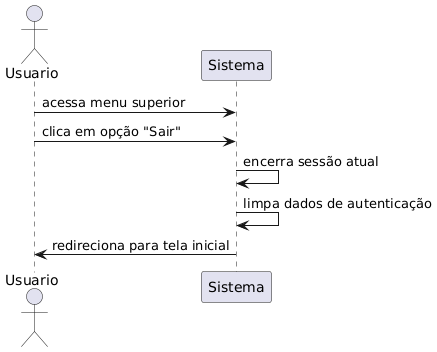 Usuario
Sistema
acessa menu superior
clica em opção "Sair"
encerra sessão atual
limpa dados de autenticação
redireciona para tela inicial
Usuario
Sistema